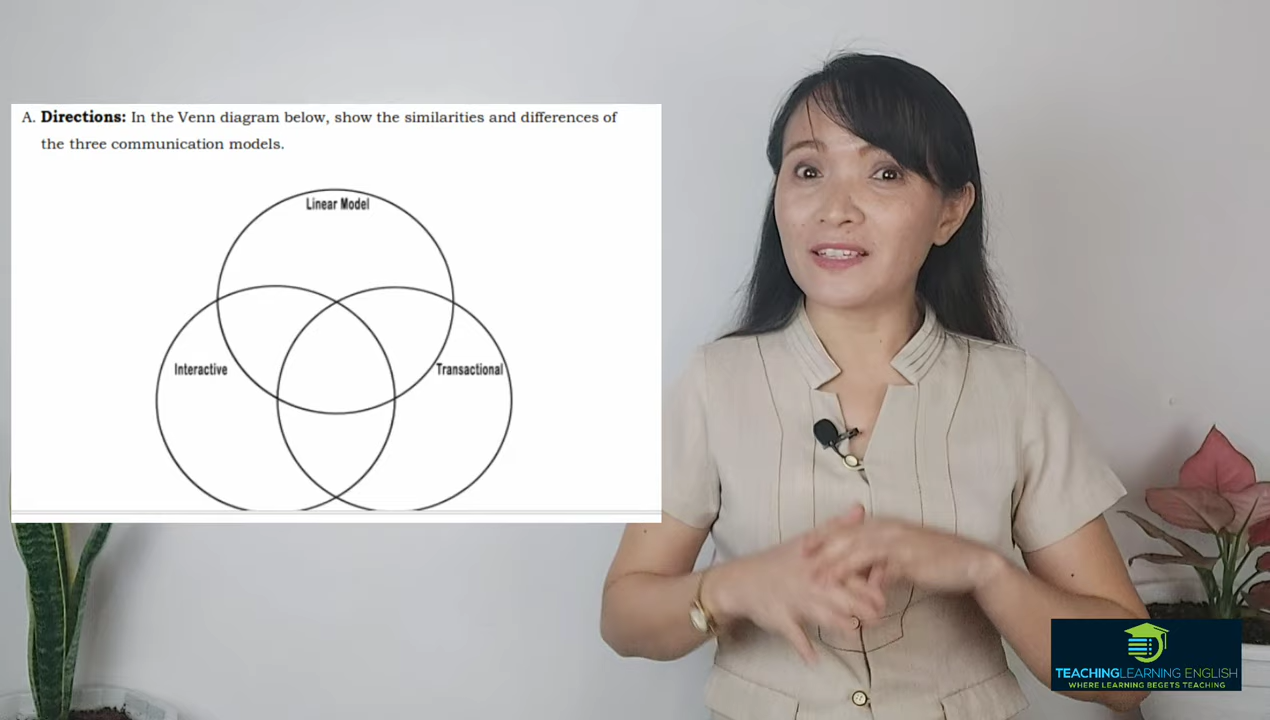 A. Directions: In the Venn diagram below, show the similarities and differences of
the three communication models.
Linear Model
Interactive
Transactional
TEACHINGLEARNING ENGLISH
WHERE LEARNING BEGETS TEACHING